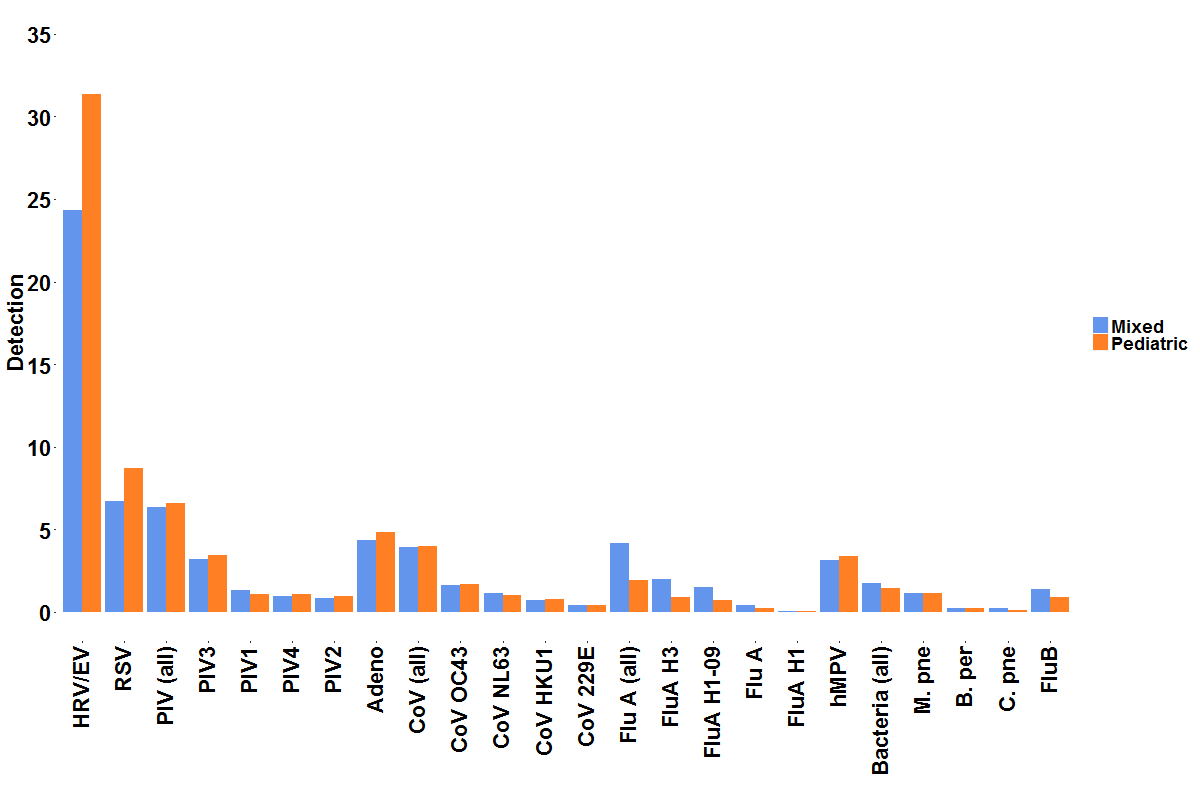 35
30
25
20
15
10
5
0
Detection
HRV/EV
RSV
PIV (all)
PIV3
PIV1
PIV4
PIV2
Adeno
CoV (all)
CoV OC43
CoV NL63
CoV HKU1
CoV 229E
Flu A (all)
FluA H3
FluA H1-09
Flu A
FluA H1
hMPV
Bacteria (all)
M. pne
B. per
C. pne
FluB
Mixed
Pediatric